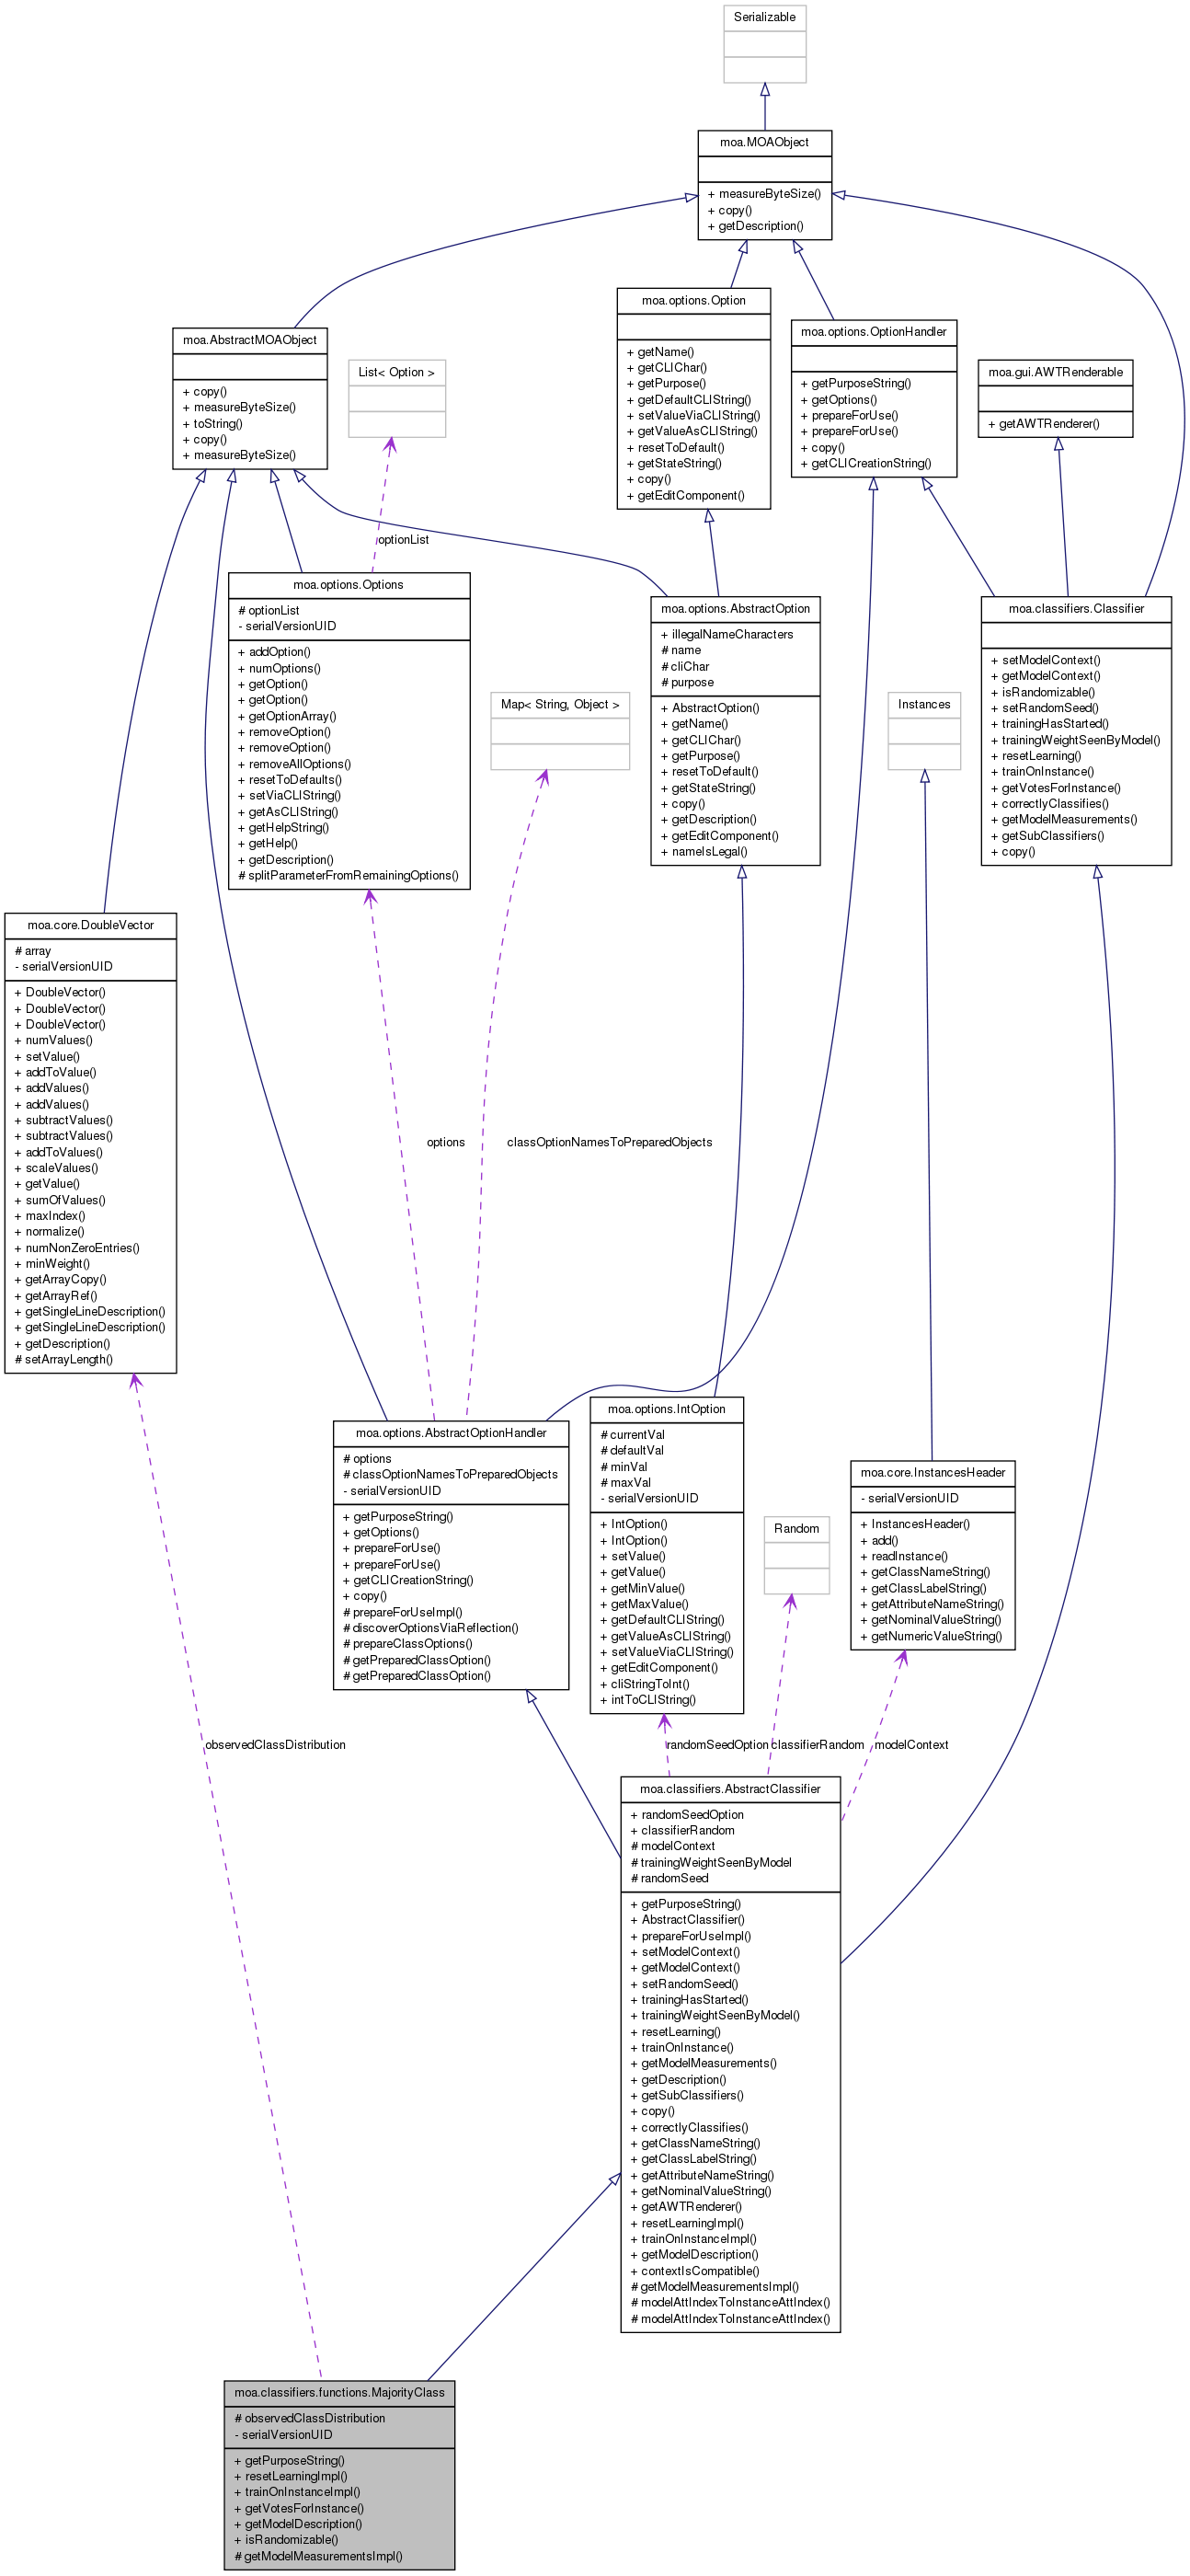 Serializable
moa.MOAObject
+ measureByteSize()
+ copy()
+ getDescription()
moa.options.Option
+ getName()
+ getCLIChar()
+ getPurpose()
+ getDefaultCLIString()
+ setValueViaCLIString()
+ getValueAsCLIString()
+ resetToDefault()
+ getStateString()
+ copy()
+ getEditComponent()
moa.options.OptionHandler
+ getPurposeString()
+ getOptions()
+ prepareForUse()
+ prepareForUse()
+ copy()
+ getCLICreationString()
moa.AbstractMOAObject
+ copy()
+ measureByteSize()
+ toString()
+ copy()
+ measureByteSize()
List< Option >
moa.gui.AWTRenderable
+ getAWTRenderer()
optionList
moa.options.Options
# optionList
- serialVersionUID
+ addOption()
+ numOptions()
+ getOption()
+ getOption()
+ getOptionArray()
+ removeOption()
+ removeOption()
+ removeAllOptions()
+ resetToDefaults()
+ setViaCLIString()
+ getAsCLIString()
+ getHelpString()
+ getHelp()
+ getDescription()
# splitParameterFromRemainingOptions()
moa.options.AbstractOption
+ illegalNameCharacters
# name
# cliChar
# purpose
+ AbstractOption()
+ getName()
+ getCLIChar()
+ getPurpose()
+ resetToDefault()
+ getStateString()
+ copy()
+ getDescription()
+ getEditComponent()
+ nameIsLegal()
moa.classifiers.Classifier
+ setModelContext()
+ getModelContext()
+ isRandomizable()
+ setRandomSeed()
+ trainingHasStarted()
+ trainingWeightSeenByModel()
+ resetLearning()
+ trainOnInstance()
+ getVotesForInstance()
+ correctlyClassifies()
+ getModelMeasurements()
+ getSubClassifiers()
+ copy()
Map< String, Object >
Instances
moa.core.DoubleVector
# array
- serialVersionUID
+ DoubleVector()
+ DoubleVector()
+ DoubleVector()
+ numValues()
+ setValue()
+ addToValue()
+ addValues()
+ addValues()
+ subtractValues()
+ subtractValues()
+ addToValues()
+ scaleValues()
+ getValue()
+ sumOfValues()
+ maxIndex()
+ normalize()
+ numNonZeroEntries()
+ minWeight()
+ getArrayCopy()
+ getArrayRef()
+ getSingleLineDescription()
+ getSingleLineDescription()
+ getDescription()
# setArrayLength()
options
classOptionNamesToPreparedObjects
moa.options.AbstractOptionHandler
# options
# classOptionNamesToPreparedObjects
- serialVersionUID
+ getPurposeString()
+ getOptions()
+ prepareForUse()
+ prepareForUse()
+ getCLICreationString()
+ copy()
# prepareForUseImpl()
# discoverOptionsViaReflection()
# prepareClassOptions()
# getPreparedClassOption()
# getPreparedClassOption()
moa.options.IntOption
# currentVal
# defaultVal
# minVal
# maxVal
- serialVersionUID
+ IntOption()
+ IntOption()
+ setValue()
+ getValue()
+ getMinValue()
+ getMaxValue()
+ getDefaultCLIString()
+ getValueAsCLIString()
+ setValueViaCLIString()
+ getEditComponent()
+ cliStringToInt()
+ intToCLIString()
Random
moa.core.InstancesHeader
- serialVersionUID
+ InstancesHeader()
+ add()
+ readInstance()
+ getClassNameString()
+ getClassLabelString()
+ getAttributeNameString()
+ getNominalValueString()
+ getNumericValueString()
observedClassDistribution
randomSeedOption
classifierRandom
modelContext
moa.classifiers.AbstractClassifier
+ randomSeedOption
+ classifierRandom
# modelContext
# trainingWeightSeenByModel
# randomSeed
+ getPurposeString()
+ AbstractClassifier()
+ prepareForUseImpl()
+ setModelContext()
+ getModelContext()
+ setRandomSeed()
+ trainingHasStarted()
+ trainingWeightSeenByModel()
+ resetLearning()
+ trainOnInstance()
+ getModelMeasurements()
+ getDescription()
+ getSubClassifiers()
+ copy()
+ correctlyClassifies()
+ getClassNameString()
+ getClassLabelString()
+ getAttributeNameString()
+ getNominalValueString()
+ getAWTRenderer()
+ resetLearningImpl()
+ trainOnInstanceImpl()
+ getModelDescription()
+ contextIsCompatible()
# getModelMeasurementsImpl()
# modelAttIndexToInstanceAttIndex()
# modelAttIndexToInstanceAttIndex()
moa.classifiers.functions.MajorityClass
# observedClassDistribution
- serialVersionUID
+ getPurposeString()
+ resetLearningImpl()
+ trainOnInstanceImpl()
+ getVotesForInstance()
+ getModelDescription()
+ isRandomizable()
# getModelMeasurementsImpl()